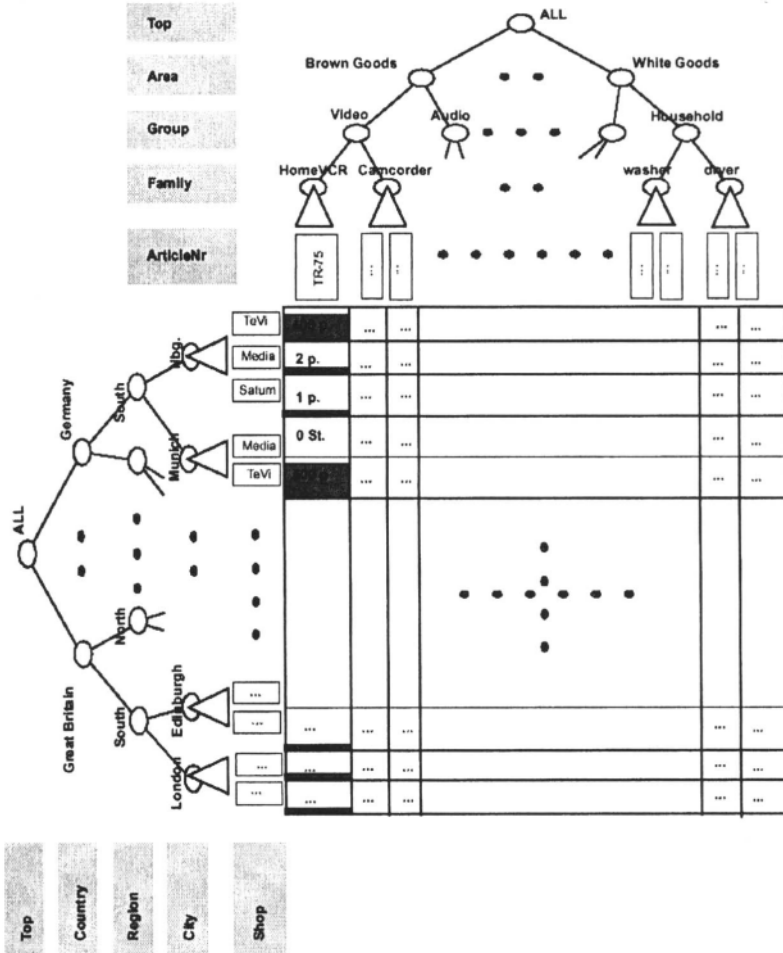 Top
ALL
Area
Brown Goods
White Goods
Group
Video
Audio
Household
Family
HomeVCR
Camcorder
washer
dryer
ArticleNr
TR-75
...
...
...
...
...
...
TeVi
...
...
...
...
Nbg.
Media
2 p.
...
...
...
...
South
Satum
1 p.
...
...
...
...
Germany
Munich
Media
0 St.
...
...
...
...
TeVi
...
...
...
...
ALL
North
Great Britain
South
Edinburgh
...
...
...
...
...
...
...
London
...
...
...
...
...
...
...
...
...
...
...
...
Top
Country
Region
City
Shop